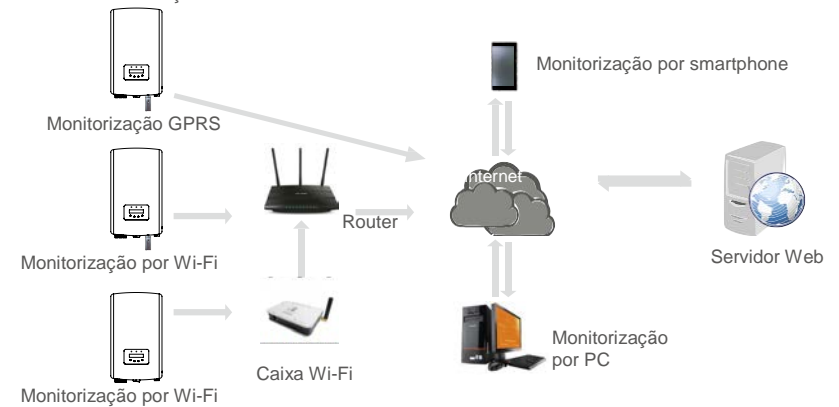 Monitorização por smartphone
Monitorização GPRS
Internet
Router
Monitorização por Wi-Fi
Servidor Web
Monitorização
por PC
Caixa Wi-Fi
Monitorização por Wi-Fi